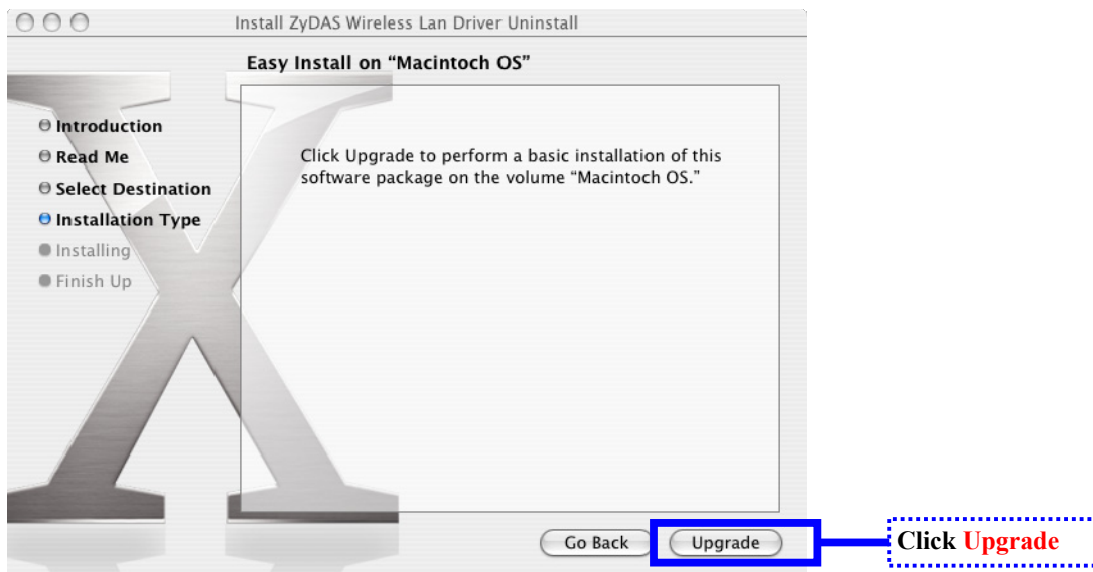 Install ZyDAS Wireless Lan Driver Uninstall
Easy Install on “Macintoch OS”
Introduction
Read Me
Select Destination
Installation Type
Installing
Finish Up
Click Upgrade to perform a basic installation of this
software package on the volume “Macintoch OS.”
Go Back
Upgrade
Click Upgrade